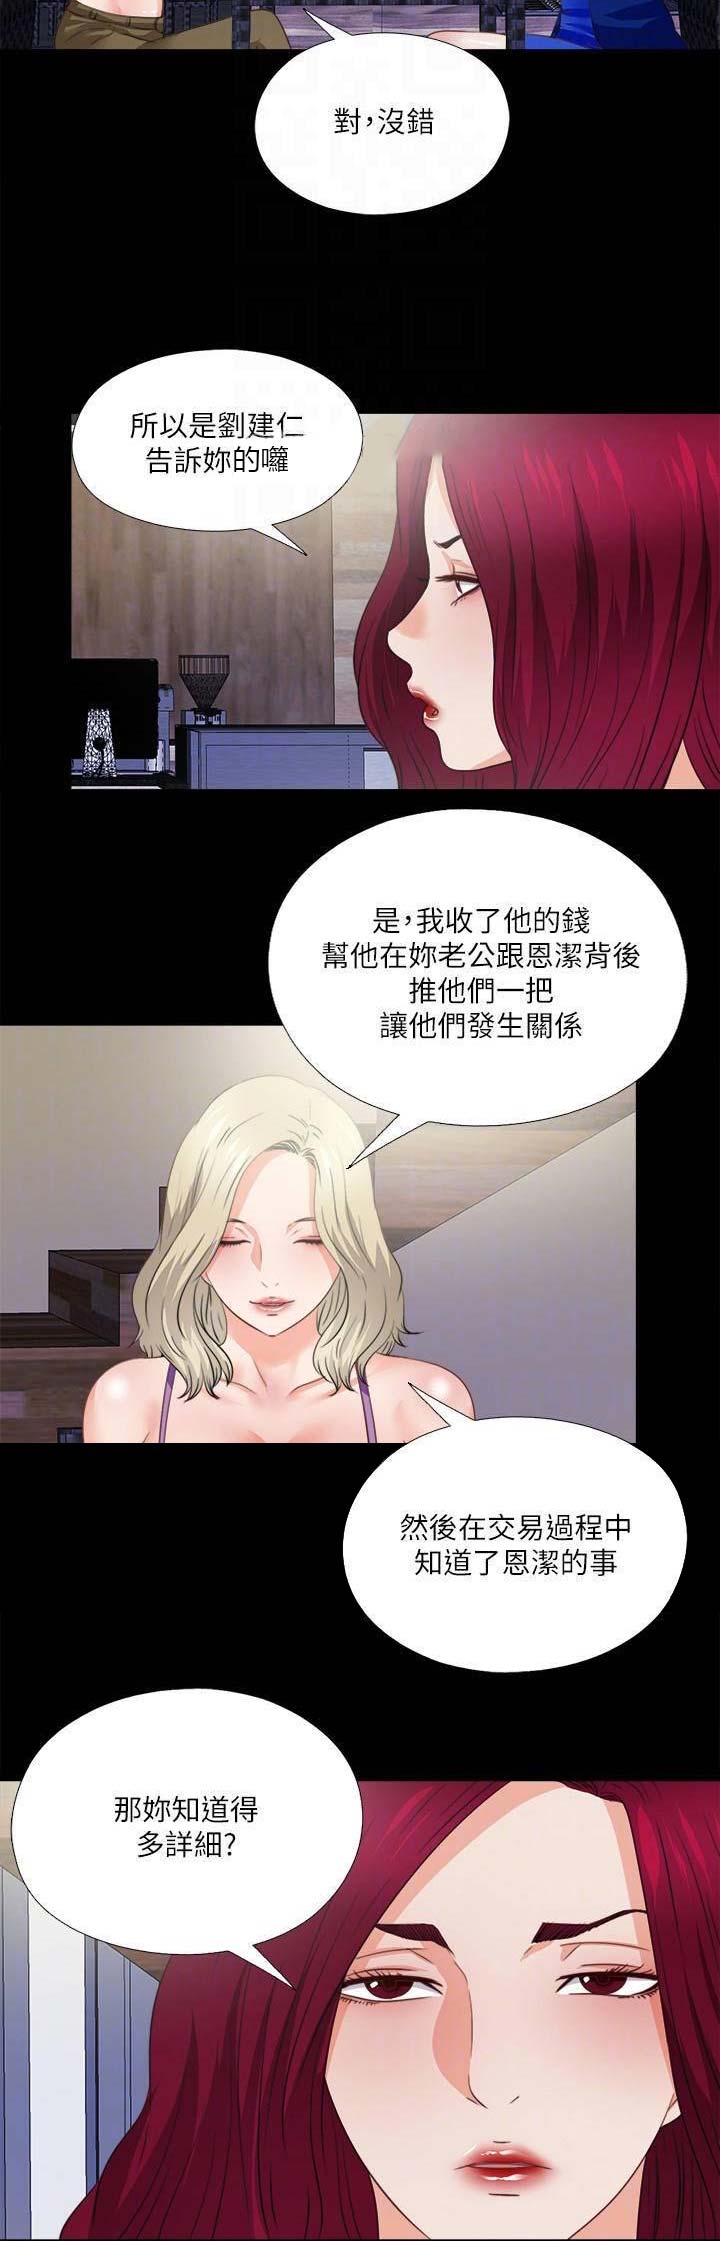 對，沒錯
所以是劉建仁
告訴妳的囉
是，我收了他的錢
幫他在妳老公跟恩潔背後
推他們一把
讓他們發生關係
然後在交易過程中
知道了恩潔的事
那妳知道得
多詳細?